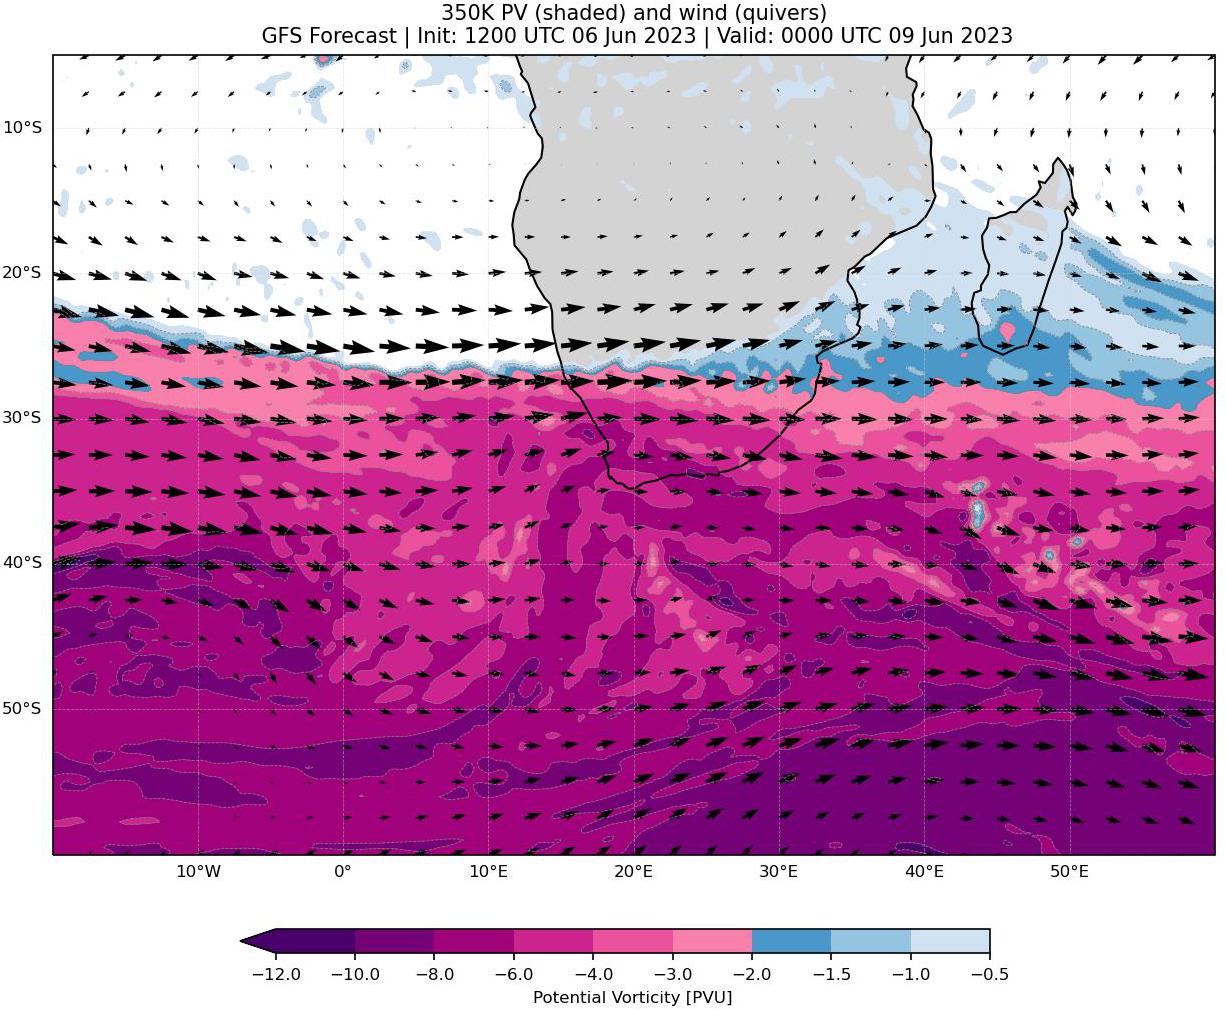 350K PV (shaded) and wind (quivers)
GFS Forecast | Init: 1200 UTC 06 Jun 2023 | Valid: 0000 UTC 09 Jun 2023
10°S
20°S
30°S
40°S
50°S
10°W 0° 10°E 20°E 30°E 40°E 50°E
−12.0 −10.0 −8.0 −6.0 −4.0 −3.0 −2.0 −1.5 −1.0 −0.5
Potential Vorticity [PVU]